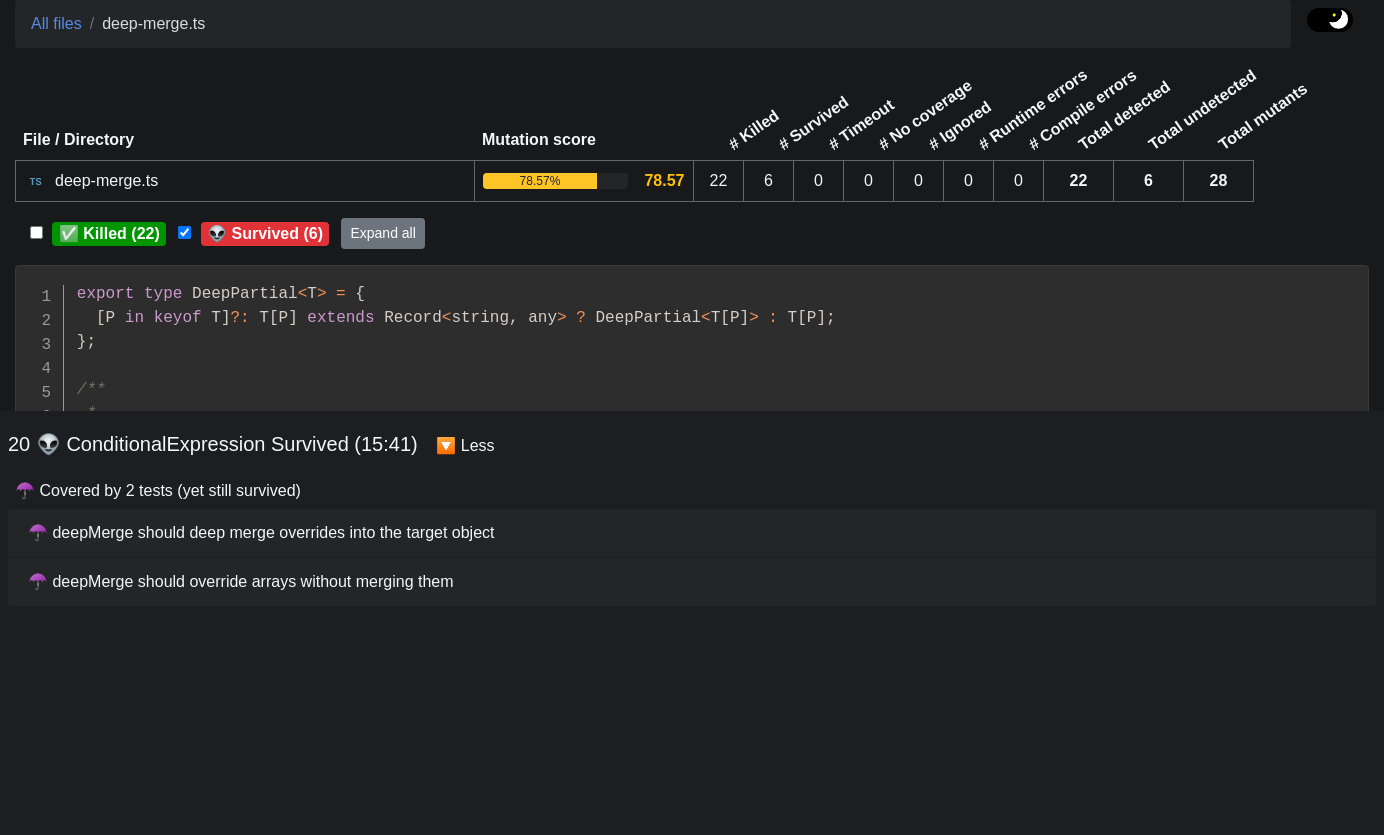 All files / deep-merge.ts
File / Directory Mutation score # Killed # Survived # Timeout # No coverage # Ignored # Runtime errors # Compile errors Total detected Total undetected Total mutants
TS deep-merge.ts 78.57% 78.57 22 6 0 0 0 0 0 22 6 28
✅ Killed (22) 👽 Survived (6) Expand all
1 export type DeepPartial<T> = {
2 [P in keyof T]?: T[P] extends Record<string, any> ? DeepPartial<T[P]> : T[P];
3 };
4
5 /**
*
20 👽 ConditionalExpression Survived (15:41) 🔽 Less
☂️ Covered by 2 tests (yet still survived)
☂️ deepMerge should deep merge overrides into the target object
☂️ deepMerge should override arrays without merging them